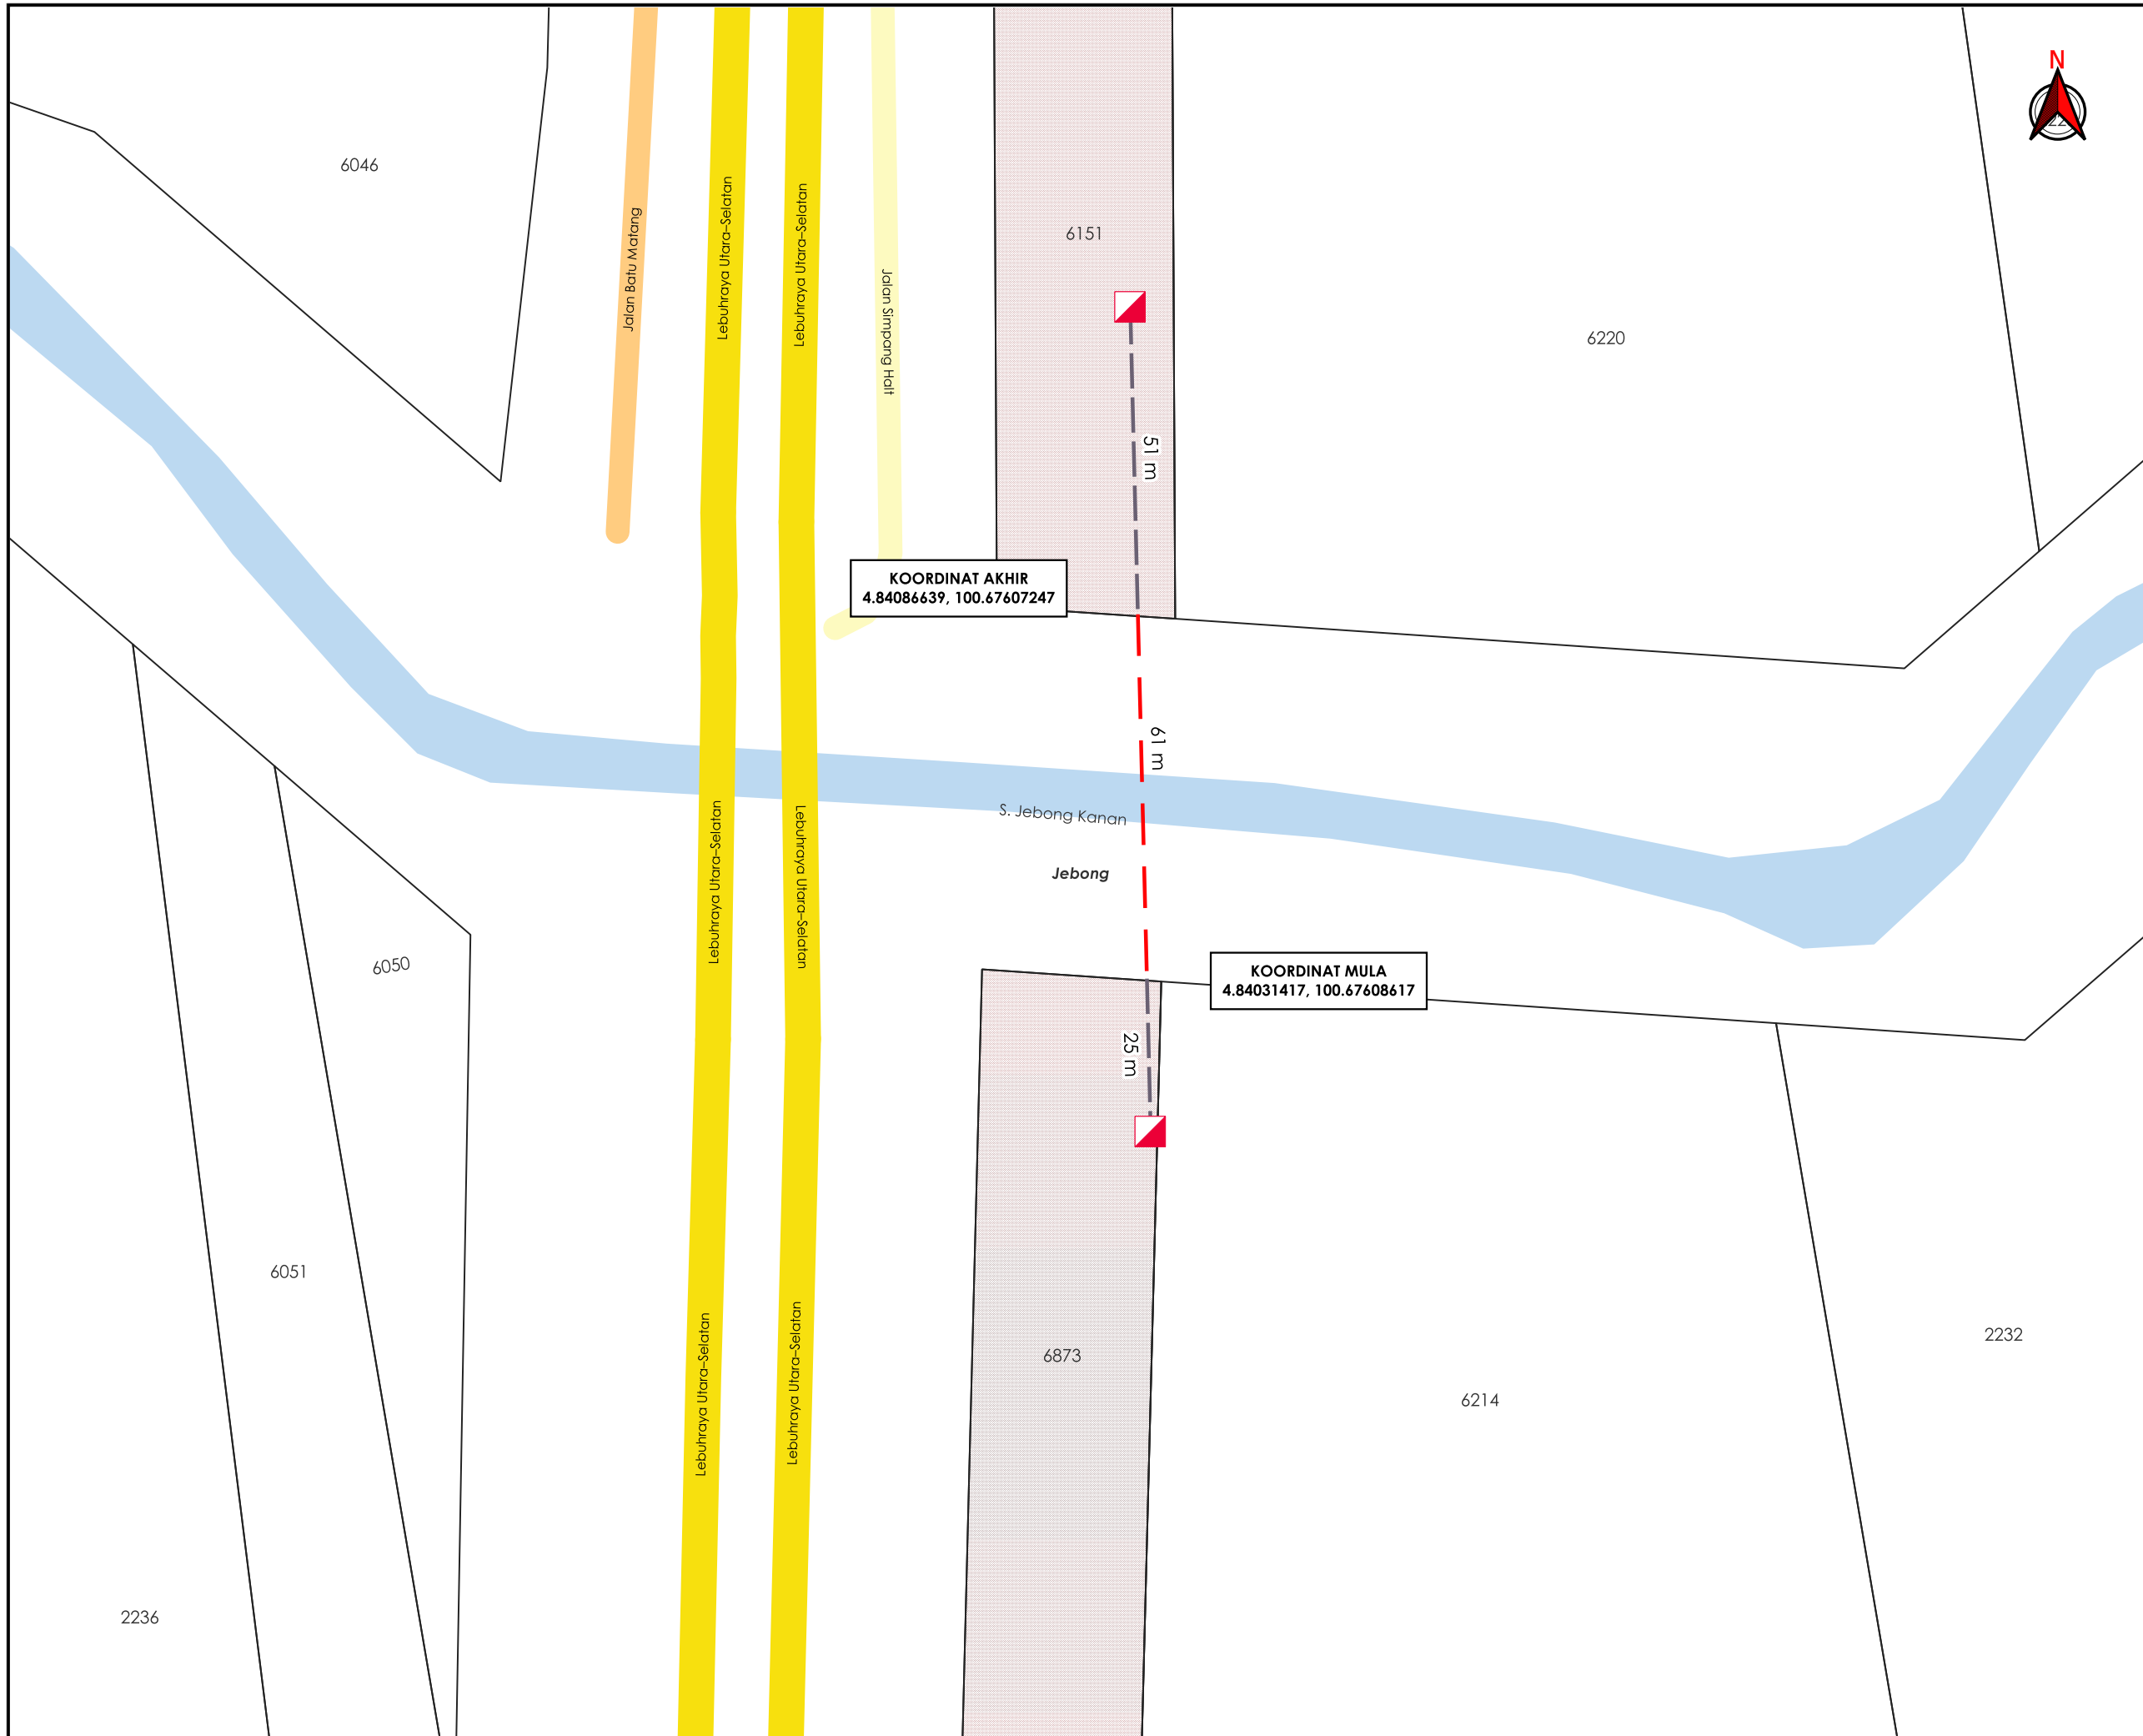 N
22
6046
6151
6220
Jalan Batu Matang
Lebuhraya Utara-Selatan
Lebuhraya Utara-Selatan
Jalan Simpang Halt
51 m
KOORDINAT AKHIR
4.84086639, 100.67607247
61 m
S. Jebong Kanan
Jebong
Lebuhraya Utara-Selatan
Lebuhraya Utara-Selatan
KOORDINAT MULA
4.84031417, 100.67608617
6050
25 m
6051
6873
6214
2232
Lebuhraya Utara-Selatan
Lebuhraya Utara-Selatan
2236